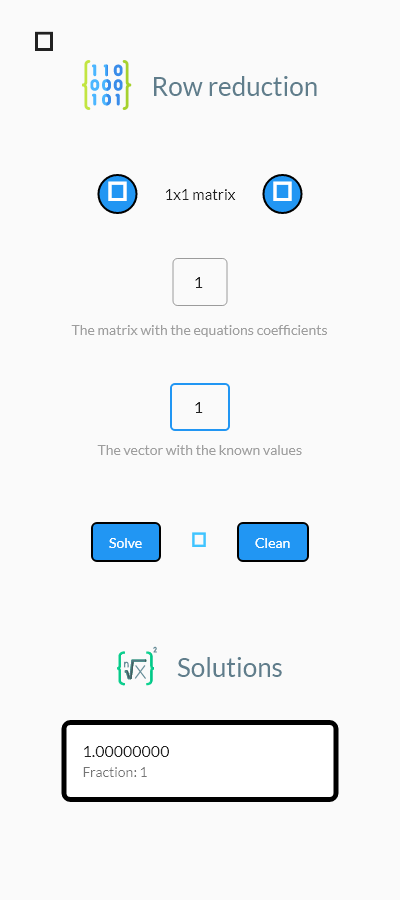 110
000
101
Row reduction
1x1 matrix
1
The matrix with the equations coefficients
1
The vector with the known values
Solve
Clean
{n√x}²
Solutions
1.00000000
Fraction: 1